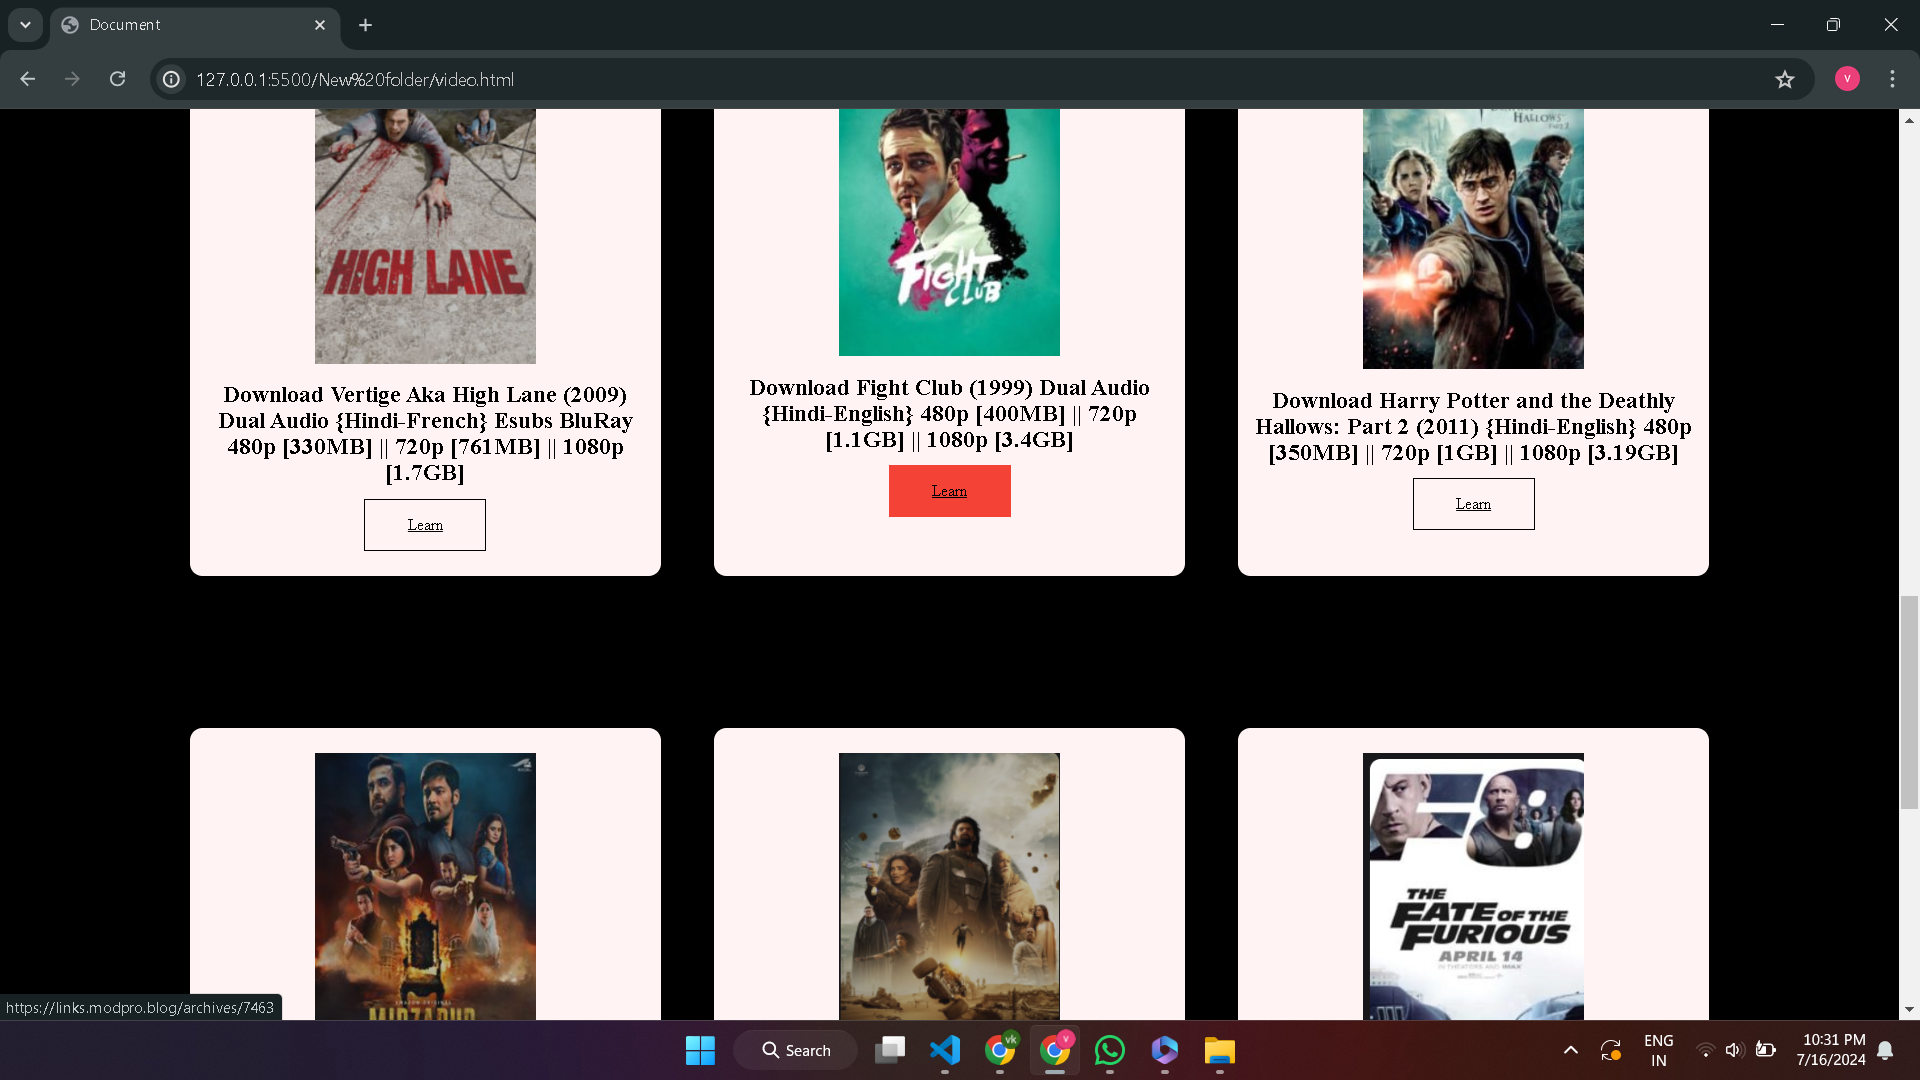 Document
127.0.0.1:5500/New%20folder/video.html
HALLOWS
HIGH LANE
FIGHT
CLUB
Download Vertige Aka High Lane (2009)
Dual Audio {Hindi-French} Esubs BluRay
480p [330MB] || 720p [761MB] || 1080p
[1.7GB]
Learn
Download Fight Club (1999) Dual Audio
{Hindi-English} 480p [400MB] || 720p
[1.1GB] || 1080p [3.4GB]
Learn
Download Harry Potter and the Deathly
Hallows: Part 2 (2011) {Hindi-English} 480p
[350MB] || 720p [1GB] || 1080p [3.19GB]
Learn
MIRZAPUR
F8
THE
FATE OF THE
FURIOUS
APRIL 14
https://links.modpro.blog/archives/7463
Search
vk
v
ENG
IN
10:31 PM
7/16/2024